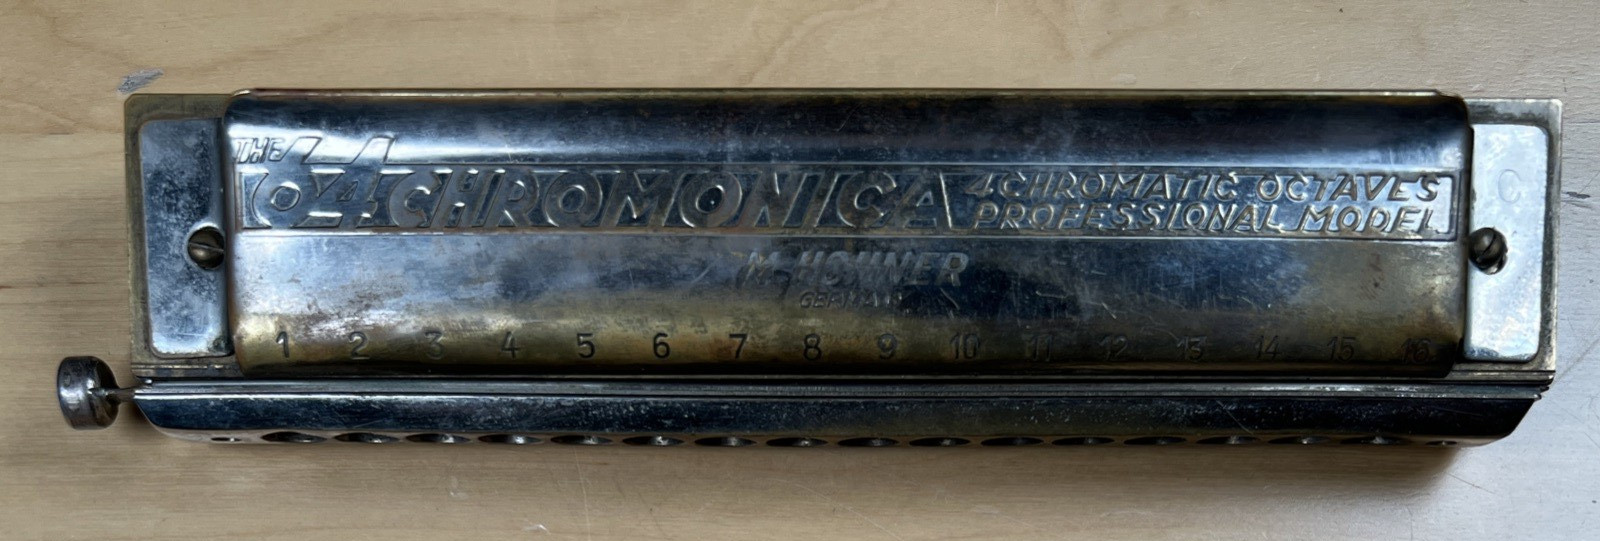 THE
64 CHROMONICA
4 CHROMATIC OCTAVES
PROFESSIONAL MODEL
M. HOHNER
GERMANY
1 2 3 4 5 6 7 8 9 10 11 12 13 14 15 16
C